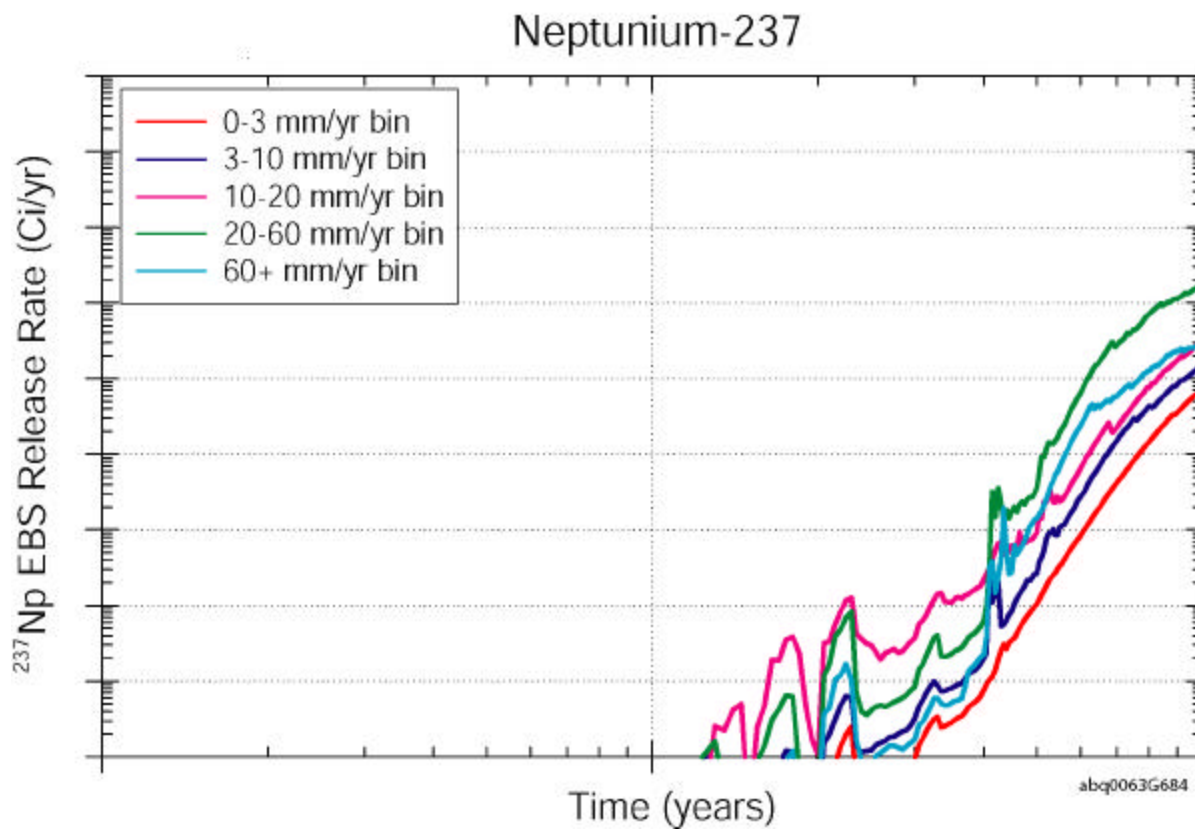 Neptunium-237
0-3 mm/yr bin
3-10 mm/yr bin
10-20 mm/yr bin
20-60 mm/yr bin
60+ mm/yr bin
²³⁷Np EBS Release Rate (Ci/yr)
Time (years)
abq0063G684